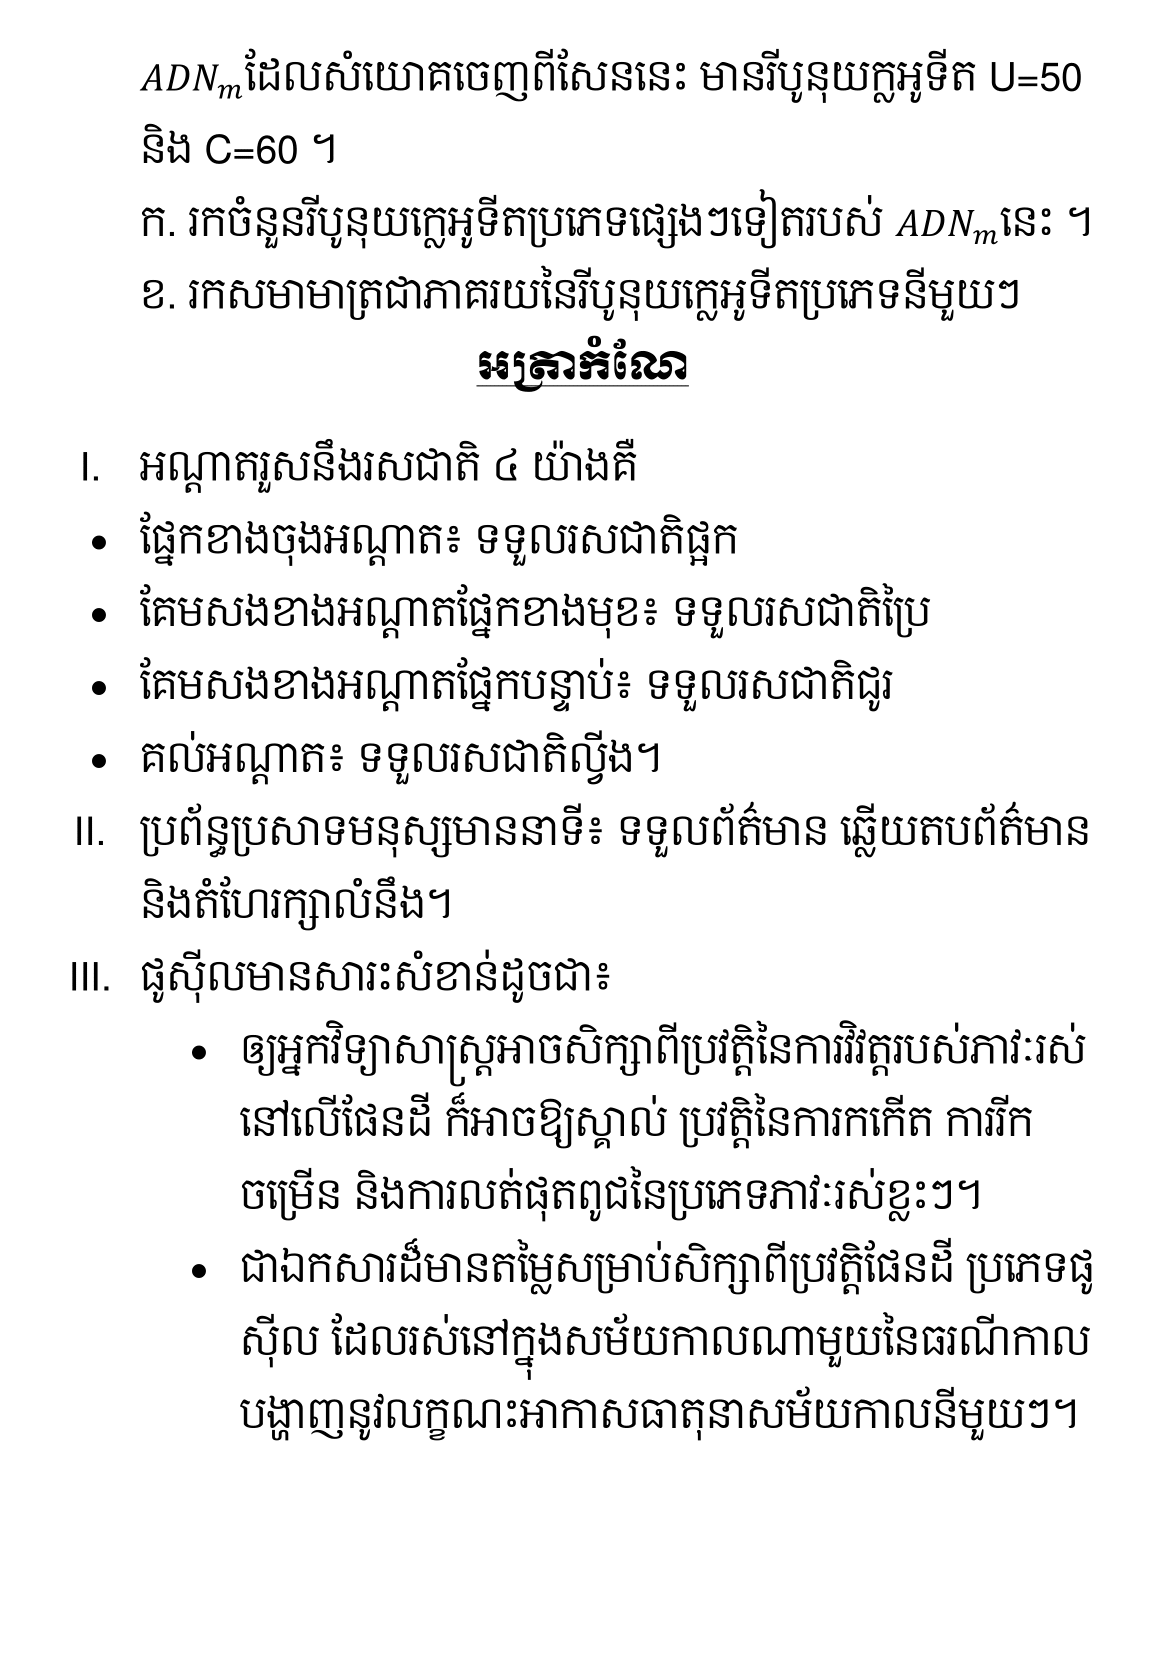 ADNmដែលសំយោគចេញពីសែននេះ មានរីបូនុយក្លអូទីត U=50
និង C=60 ។
ក. រកចំនួនរីបូនុយក្លេអូទីតប្រភេទផ្សេងៗទៀតរបស់ ADNmនេះ ។
ខ. រកសមាមាត្រជាភាគរយនៃរីបូនុយក្លេអូទីតប្រភេទនីមួយៗ
អត្រាកំណែ
I. អណ្តាតរួសនឹងរសជាតិ ៤ យ៉ាងគឺ
• ផ្នែកខាងចុងអណ្តាត៖ ទទួលរសជាតិផ្អក
• គែមសងខាងអណ្តាតផ្នែកខាងមុខ៖ ទទួលរសជាតិប្រៃ
• គែមសងខាងអណ្តាតផ្នែកបន្ទាប់៖ ទទួលរសជាតិជូរ
• គល់អណ្តាត៖ ទទួលរសជាតិល្វីង។
II. ប្រព័ន្ធប្រសាទមនុស្សមាននាទី៖ ទទួលព័ត៌មាន ឆ្លើយតបព័ត៌មាន
និងតំហែរក្សាលំនឹង។
III. ផូស៊ីលមានសារះសំខាន់ដូចជា៖
• ឲ្យអ្នកវិទ្យាសាស្ត្រអាចសិក្សាពីប្រវត្តិនៃការវិវត្តរបស់ភាវៈរស់
នៅលើផែនដី ក៏អាចឱ្យស្គាល់ ប្រវត្តិនៃការកកើត ការរីក
ចម្រើន និងការលត់ផុតពូជនៃប្រភេទភាវៈរស់ខ្លះៗ។
• ជាឯកសារដ៏មានតម្លៃសម្រាប់សិក្សាពីប្រវត្តិផែនដី ប្រភេទផូ
ស៊ីល ដែលរស់នៅក្នុងសម័យកាលណាមួយនៃធរណីកាល
បង្ហាញនូវលក្ខណះអាកាសធាតុនាសម័យកាលនីមួយៗ។